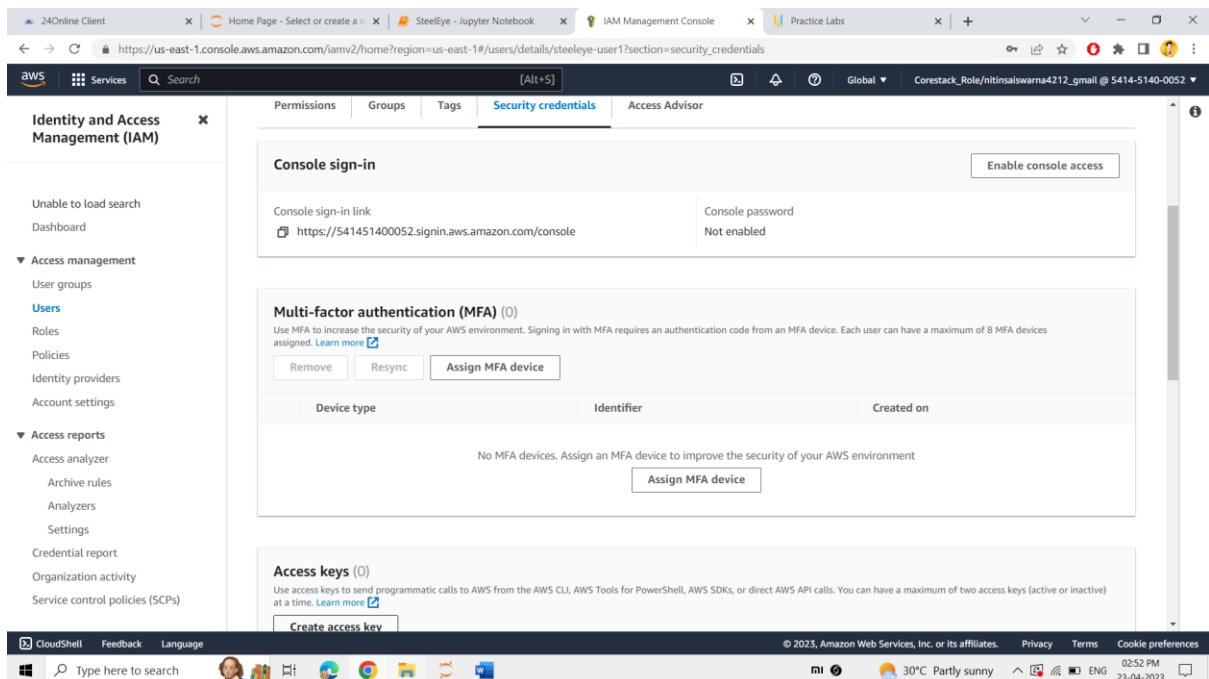 24Online Client
Home Page - Select or create a n
SteelEye - Jupyter Notebook
IAM Management Console
Practice Labs
https://us-east-1.console.aws.amazon.com/iamv2/home?region=us-east-1#/users/details/steeleye-user1?section=security_credentials
aws Services Search [Alt+S] Global Corestack_Role/nitinsaiswarna4212_gmail @ 5414-5140-0052
Identity and Access
Management (IAM)
Unable to load search
Dashboard
Access management
User groups
Users
Roles
Policies
Identity providers
Account settings
Access reports
Access analyzer
Archive rules
Analyzers
Settings
Credential report
Organization activity
Service control policies (SCPs)
Permissions Groups Tags Security credentials Access Advisor
Console sign-in
Enable console access
Console sign-in link
https://541451400052.signin.aws.amazon.com/console
Console password
Not enabled
Multi-factor authentication (MFA) (0)
Use MFA to increase the security of your AWS environment. Signing in with MFA requires an authentication code from an MFA device. Each user can have a maximum of 8 MFA devices
assigned. Learn more
Remove Resync Assign MFA device
Device type Identifier Created on
No MFA devices. Assign an MFA device to improve the security of your AWS environment
Assign MFA device
Access keys (0)
Use access keys to send programmatic calls to AWS from the AWS CLI, AWS Tools for PowerShell, AWS SDKs, or direct AWS API calls. You can have a maximum of two access keys (active or inactive)
at a time. Learn more
Create access key
CloudShell Feedback Language © 2023, Amazon Web Services, Inc. or its affiliates. Privacy Terms Cookie preferences
Type here to search 30°C Partly sunny ENG
02:52 PM
23-04-2023